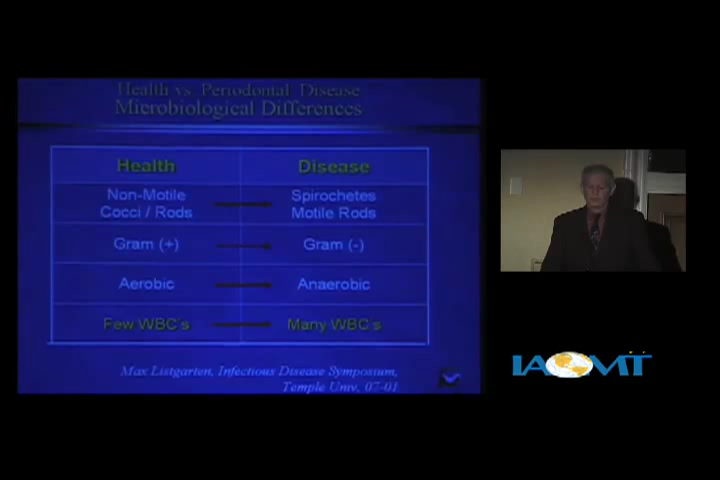 Health vs. Periodontal Disease
Microbiological Differences
Health Disease
Non-Motile Spirochetes
Cocci / Rods Motile Rods
Gram (+) Gram (-)
Aerobic Anaerobic
Few WBC's Many WBC's
Max Listgarten, Infectious Disease Symposium,
Temple Univ, 07-01
IAOMT